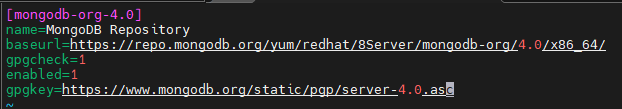 [mongodb-org-4.0]
name=MongoDB Repository
baseurl=https://repo.mongodb.org/yum/redhat/8Server/mongodb-org/4.0/x86_64/
gpgcheck=1
enabled=1
gpgkey=https://www.mongodb.org/static/pgp/server-4.0.asc
~